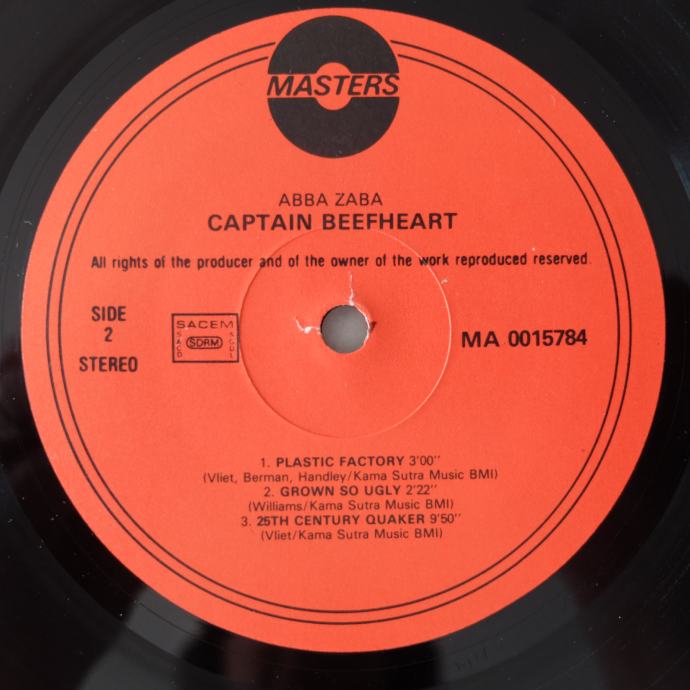 MASTERS
ABBA ZABA
CAPTAIN BEEFHEART
All rights of the producer and of the owner of the work reproduced reserved.
SIDE
2
STEREO
SACEM
SACD
SDRM
SGDL
MA 0015784
1. PLASTIC FACTORY 3'00''
(Vliet, Berman, Handley/Kama Sutra Music BMI)
2. GROWN SO UGLY 2'22''
(Williams/Kama Sutra Music BMI)
3. 25TH CENTURY QUAKER 9'50''
(Vliet/Kama Sutra Music BMI)